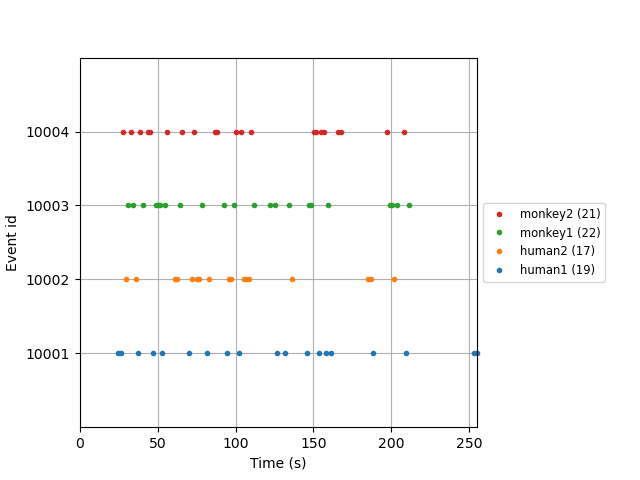 10004
10003
10002
10001
Event id
0 50 100 150 200 250
Time (s)
monkey2 (21)
monkey1 (22)
human2 (17)
human1 (19)